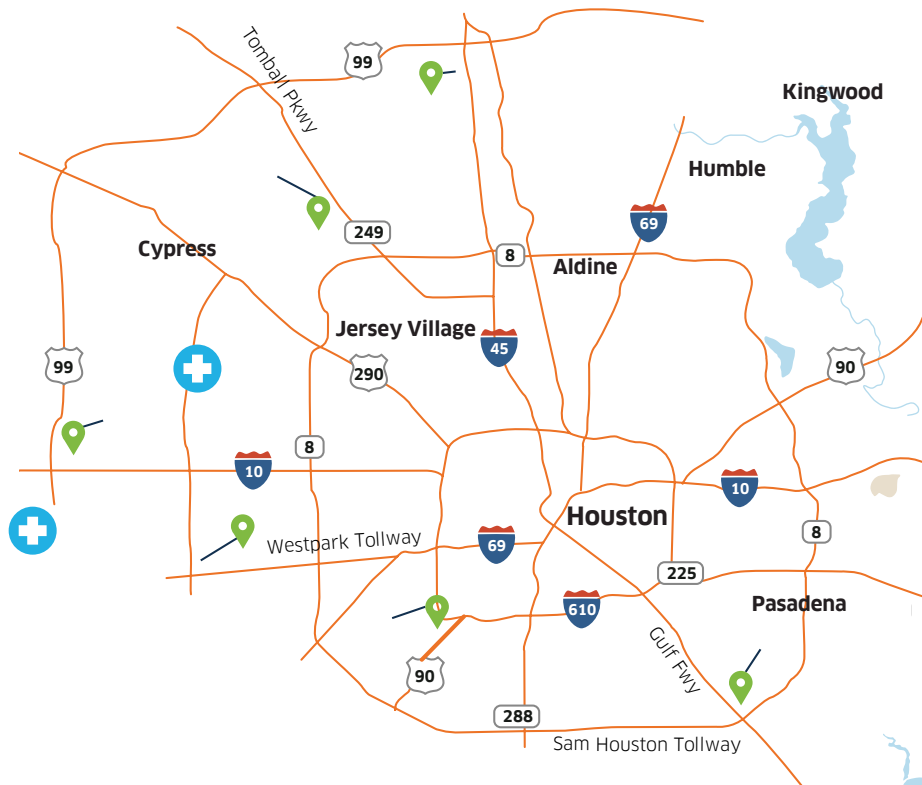 99
Tomball Pkwy
Kingwood
Humble
69
249
Cypress
8
Aldine
Jersey Village
45
99
290
90
8
10
10
Houston
8
Westpark Tollway
69
225
610
Pasadena
Gulf Fwy
90
288
Sam Houston Tollway